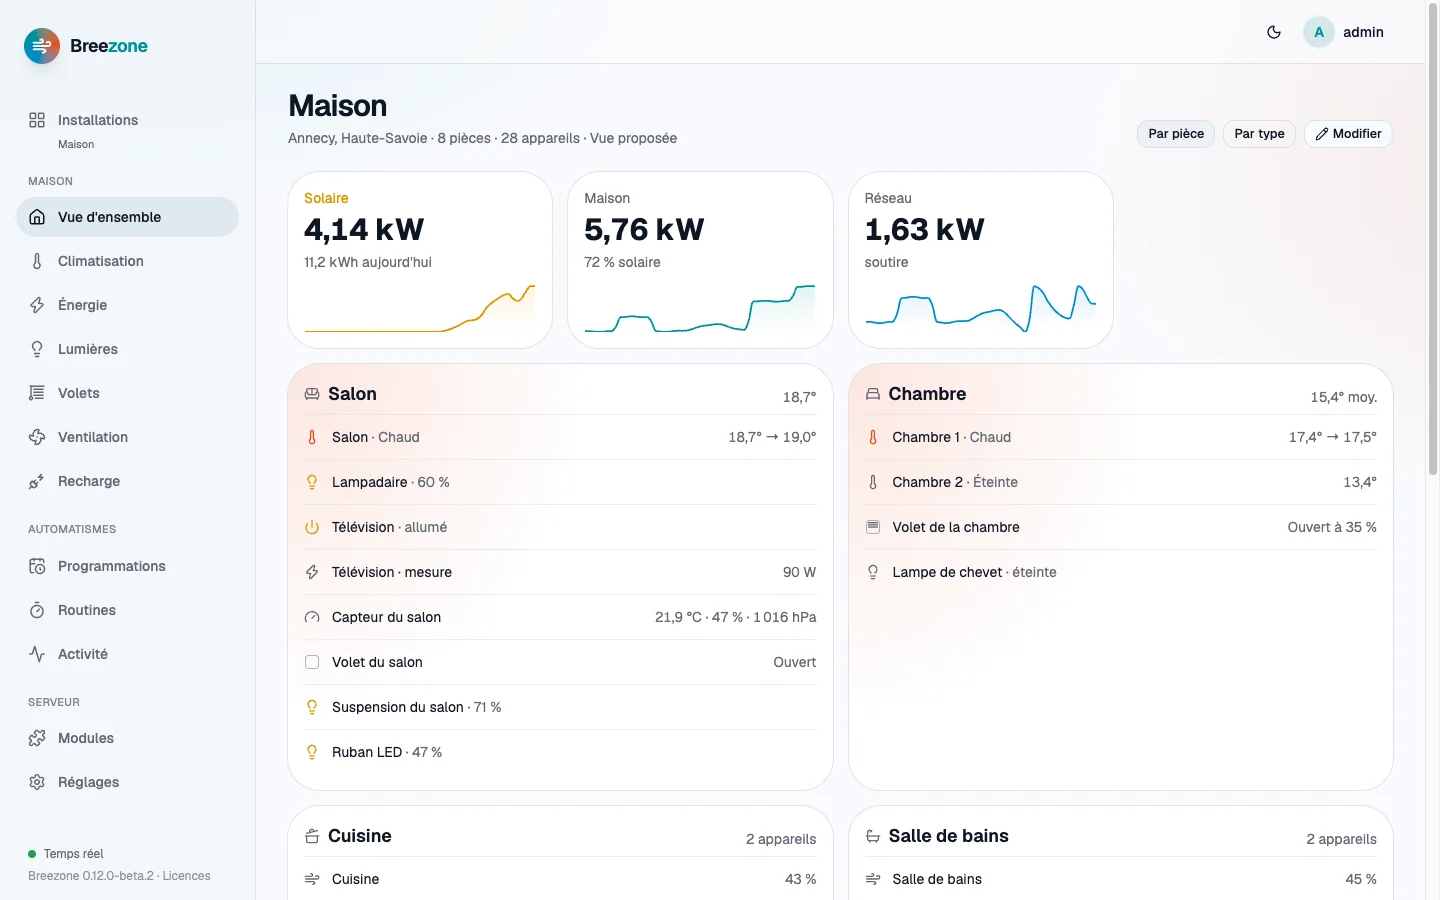 Breezone
A admin
Installations
Maison
MAISON
Vue d'ensemble
Climatisation
Énergie
Lumières
Volets
Ventilation
Recharge
AUTOMATISMES
Programmations
Routines
Activité
SERVEUR
Modules
Réglages
Temps réel
Breezone 0.12.0-beta.2 · Licences
Maison
Annecy, Haute-Savoie · 8 pièces · 28 appareils · Vue proposée
Par pièce Par type Modifier
Solaire
4,14 kW
11,2 kWh aujourd'hui
Maison
5,76 kW
72 % solaire
Réseau
1,63 kW
soutire
Salon 18,7°
Salon · Chaud 18,7° → 19,0°
Lampadaire · 60 %
Télévision · allumé
Télévision · mesure 90 W
Capteur du salon 21,9 °C · 47 % · 1 016 hPa
Volet du salon Ouvert
Suspension du salon · 71 %
Ruban LED · 47 %
Chambre 15,4° moy.
Chambre 1 · Chaud 17,4° → 17,5°
Chambre 2 · Éteinte 13,4°
Volet de la chambre Ouvert à 35 %
Lampe de chevet · éteinte
Cuisine 2 appareils
Cuisine 43 %
Salle de bains 2 appareils
Salle de bains 45 %